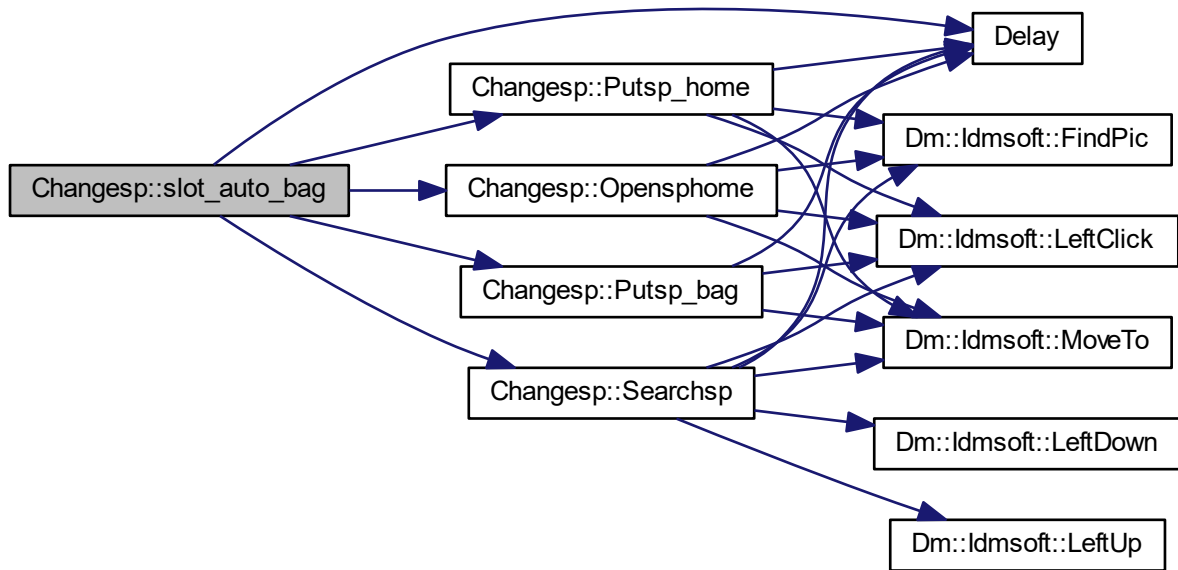 Changesp::slot_auto_bag
Delay
Changesp::Putsp_home
Dm::Idmsoft::FindPic
Changesp::Opensphome
Dm::Idmsoft::LeftClick
Changesp::Putsp_bag
Dm::Idmsoft::MoveTo
Changesp::Searchsp
Dm::Idmsoft::LeftDown
Dm::Idmsoft::LeftUp